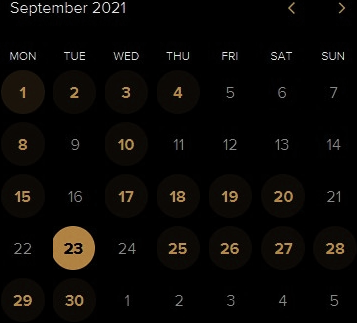 September 2021
MON TUE WED THU FRI SAT SUN
1 2 3 4 5 6 7
8 9 10 11 12 13 14
15 16 17 18 19 20 21
22 23 24 25 26 27 28
29 30 1 2 3 4 5